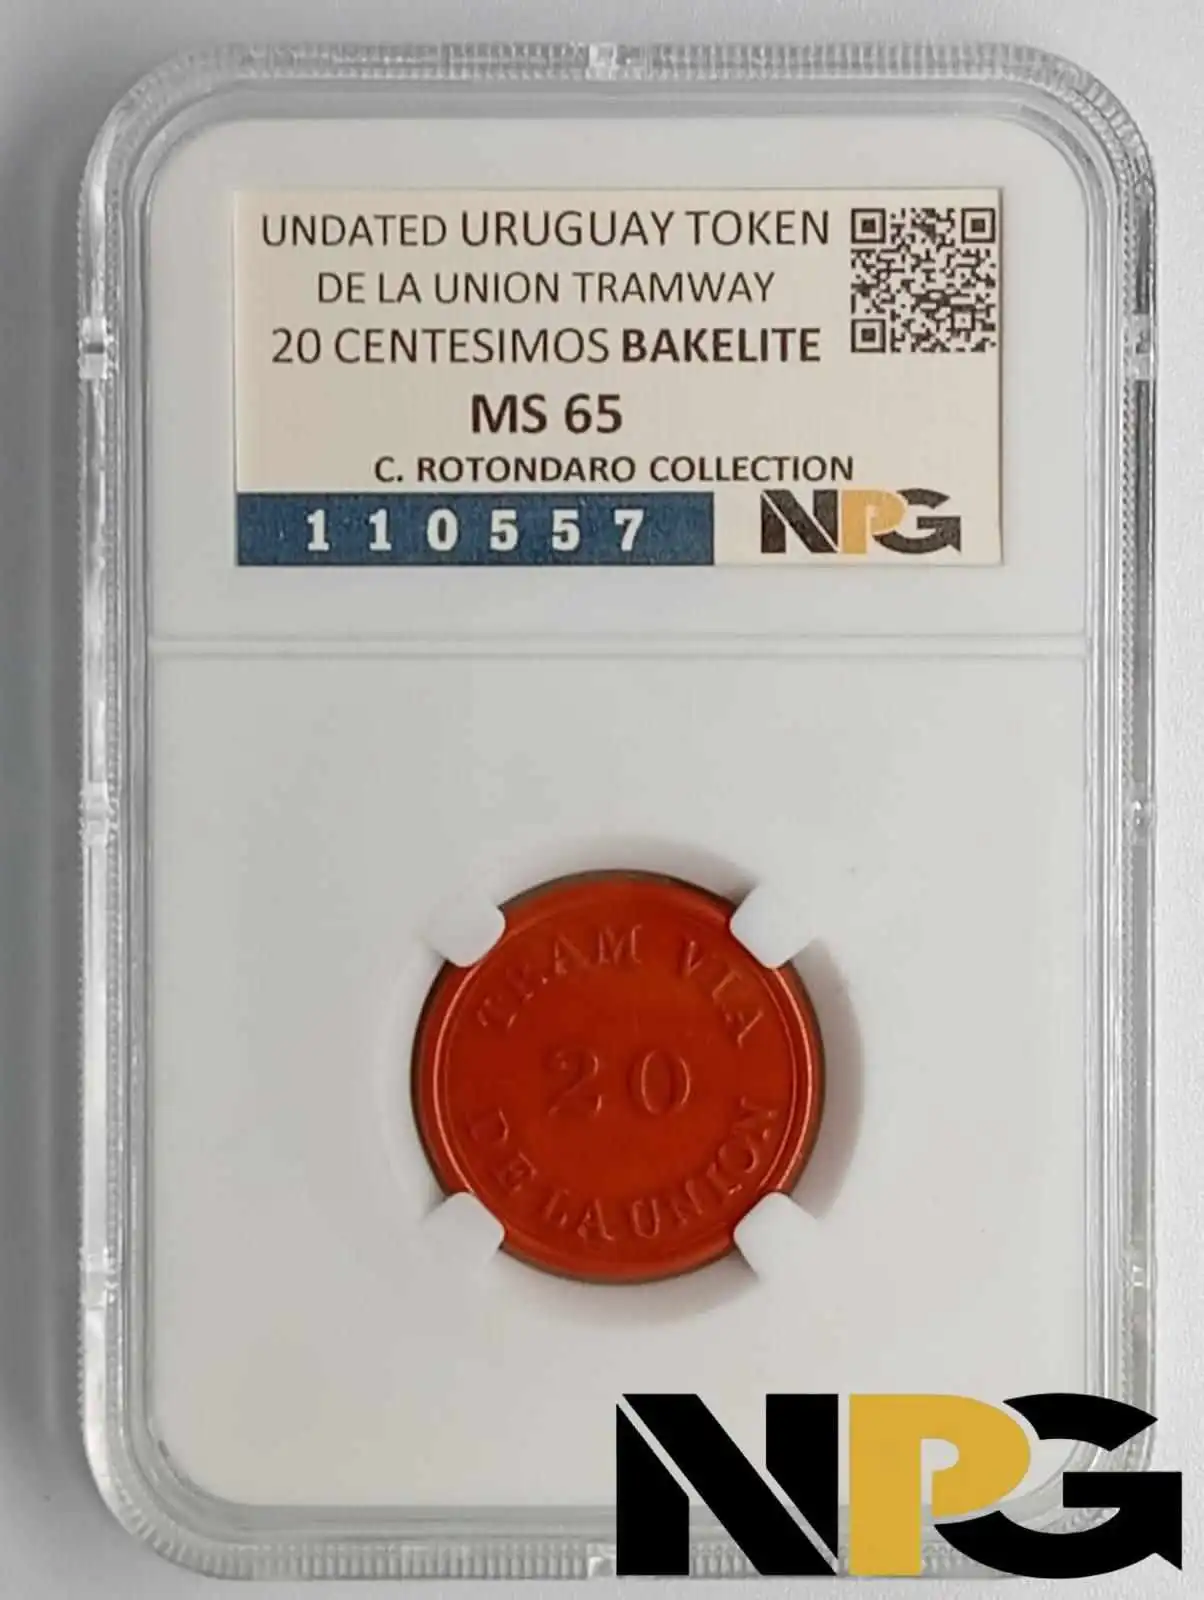 UNDATED URUGUAY TOKEN
DE LA UNION TRAMWAY
20 CENTESIMOS BAKELITE
MS 65
C. ROTONDARO COLLECTION
110557
NPG
TRAM VIA
20
DE LA UNION
NPG